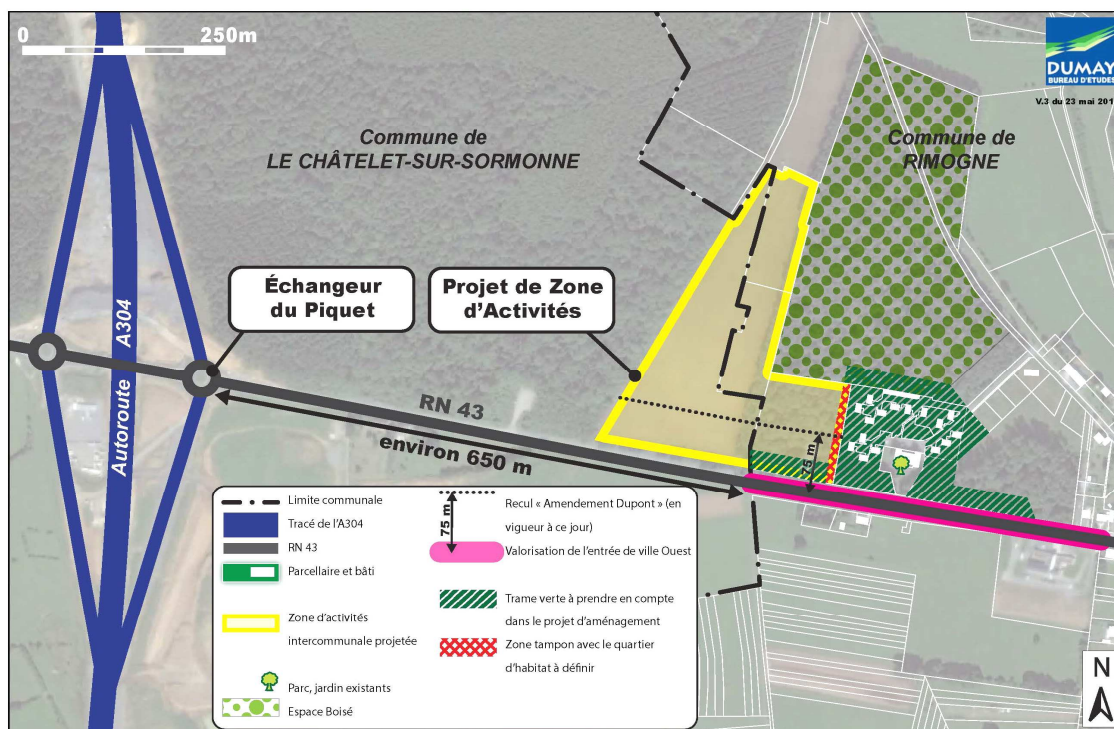 0 250m
DUMAY
BUREAU D'ETUDES
V.3 du 23 mai 201
Commune de
LE CHÂTELET-SUR-SORMONNE
Commune de
RIMOGNE
Échangeur
du Piquet
Projet de Zone
d'Activités
Autoroute A304
RN 43
environ 650 m
75 m
Limite communale
Tracé de l'A304
RN 43
Parcellaire et bâti
Zone d'activités
intercommunale projetée
Parc, jardin existants
Espace Boisé
75 m
Recul « Amendement Dupont » (en
vigueur à ce jour)
Valorisation de l'entrée de ville Ouest
Trame verte à prendre en compte
dans le projet d'aménagement
Zone tampon avec le quartier
d'habitat à définir
N